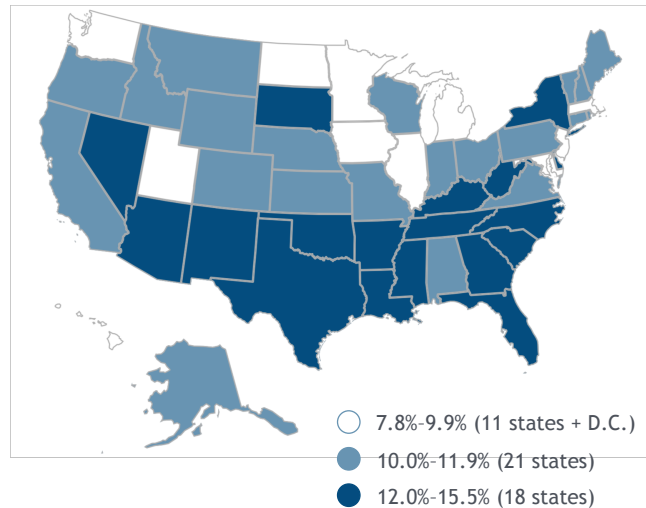 7.8%–9.9% (11 states + D.C.)
10.0%–11.9% (21 states)
12.0%–15.5% (18 states)